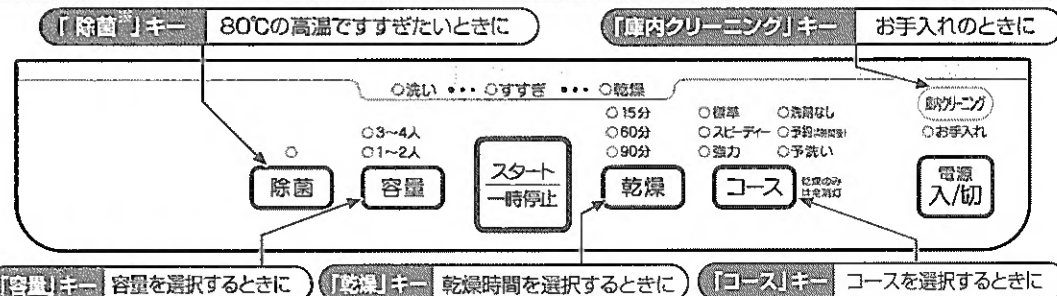 「除菌」キー 80℃の高温ですすぎたいときに
「庫内クリーニング」キー お手入れのときに
○洗い ••• ○すすぎ ••• ○乾燥
庫内クリーニング
○お手入れ
○3~4人
○1~2人
○15分
○60分
○90分
○標準 ○洗剤なし
○スピーディー ○予約
○強力 ○予洗い
除菌
容量
スタート
一時停止
乾燥
コース
乾燥のみ
は全消灯
電源
入/切
「容量」キー 容量を選択するときに
「乾燥」キー 乾燥時間を選択するときに
「コース」キー コースを選択するときに